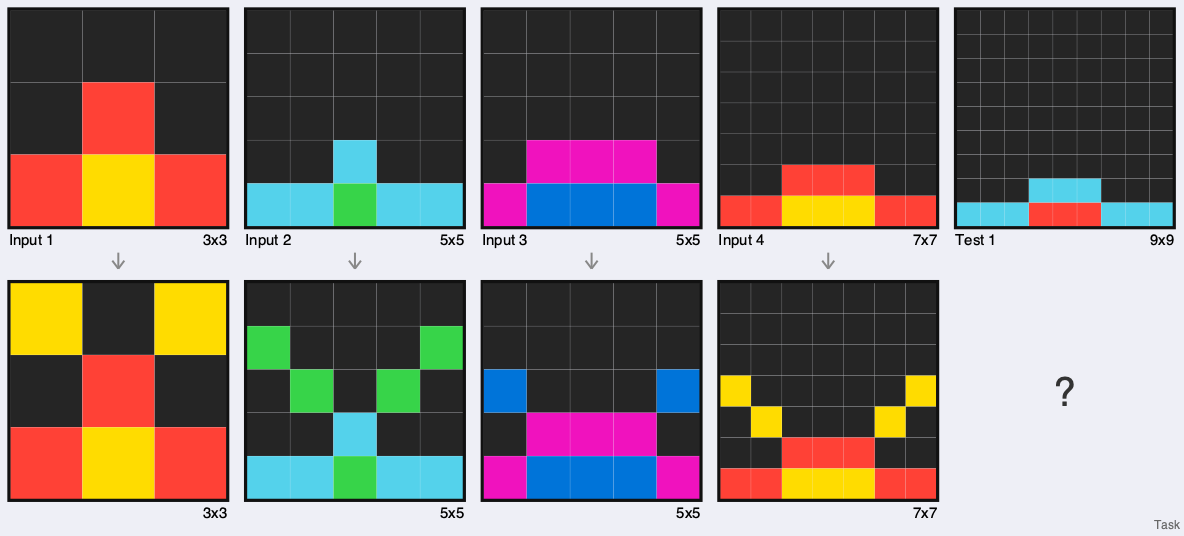 Input 1 3x3
Input 2 5x5
Input 3 5x5
Input 4 7x7
Test 1 9x9
?
3x3
5x5
5x5
7x7
Task